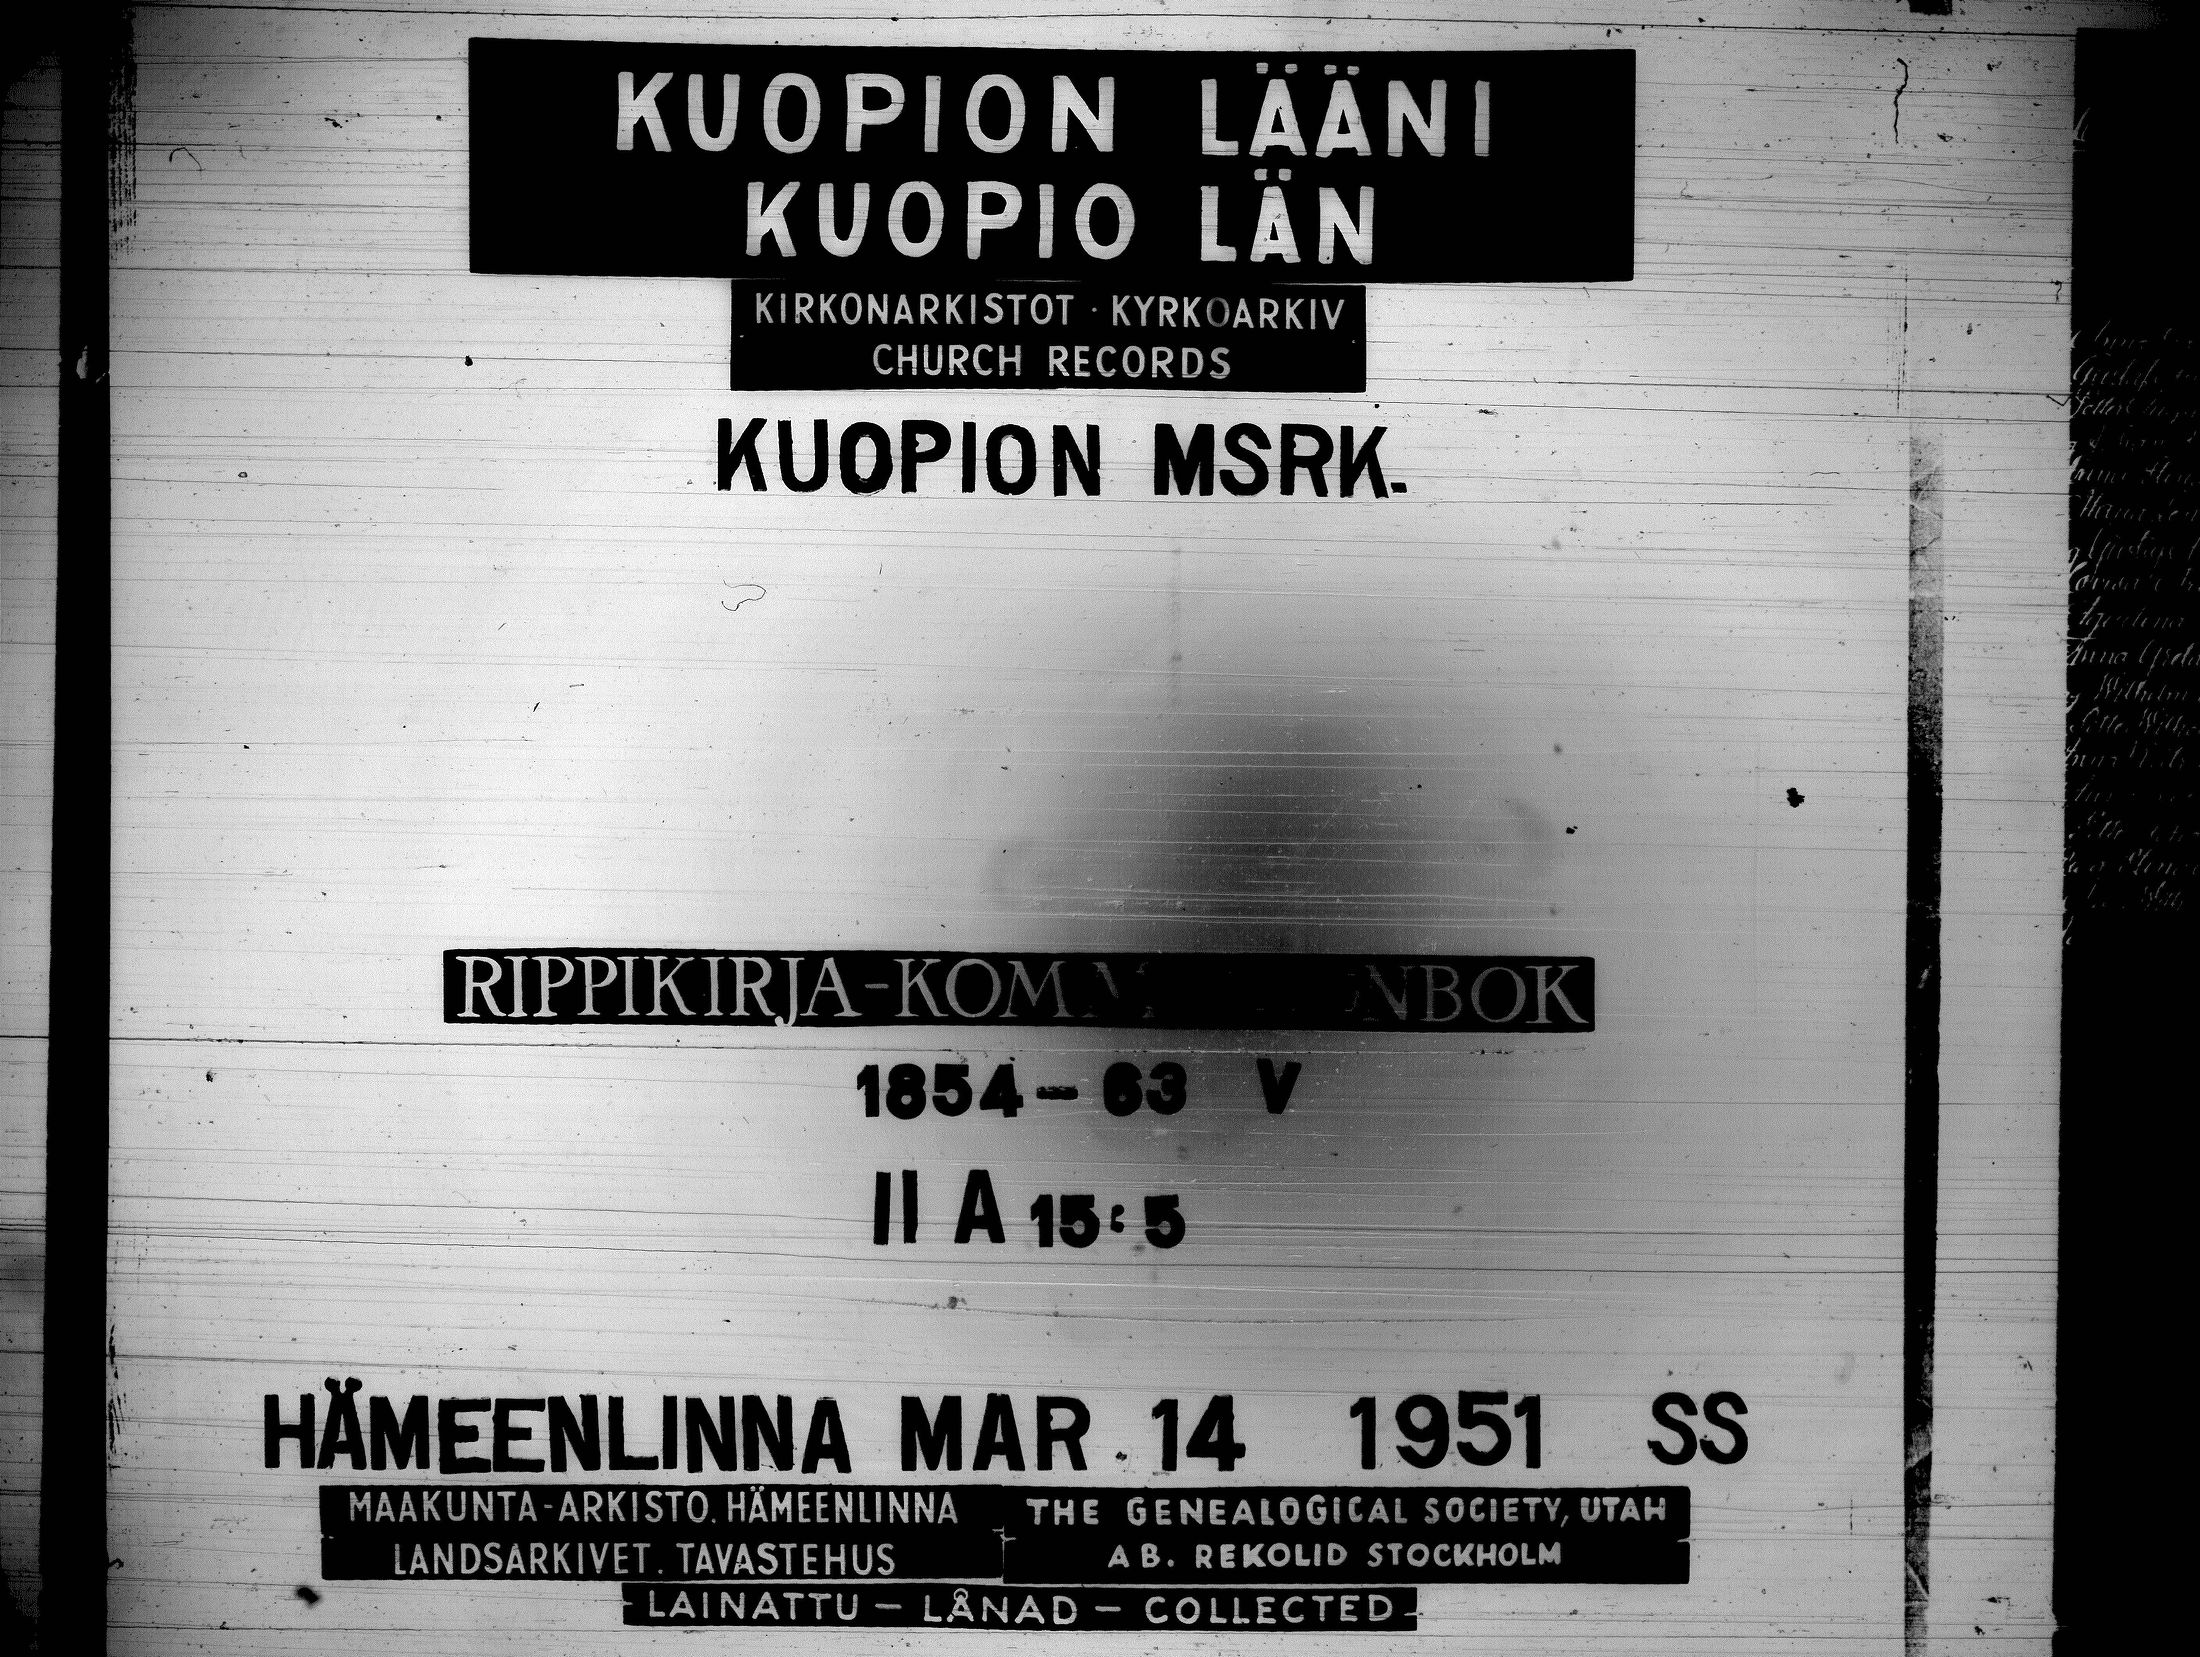 KUOPION LÄÄNI
KUOPIO LÄN
KIRKONARKISTOT · KYRKOARKIV
CHURCH RECORDS
KUOPION MSRK.
RIPPIKIRJA-
1854-63 V
II A 15:5
HÄMEENLINNA MAR. 14 1951 SS
MAAKUNTA-ARKISTO. HÄMEENLINNA
LANDSARKIVET. TAVASTEHUS
THE GENEALOGICAL SOCIETY, UTAH
AB. REKOLID STOCKHOLM
LAINATTU - LÅNAD - COLLECTED